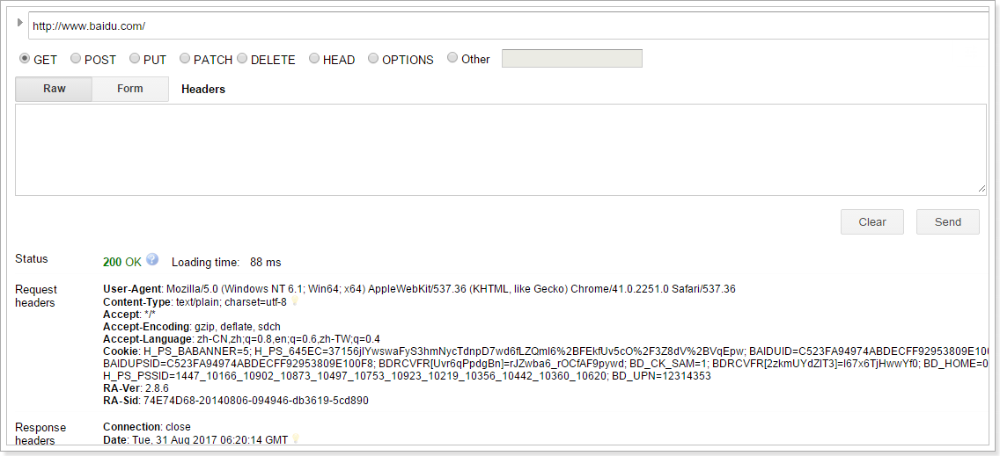 http://www.baidu.com/
GET POST PUT PATCH DELETE HEAD OPTIONS Other
Raw Form Headers
Clear Send
Status 200 OK ? Loading time: 88 ms
Request headers
User-Agent: Mozilla/5.0 (Windows NT 6.1; Win64; x64) AppleWebKit/537.36 (KHTML, like Gecko) Chrome/41.0.2251.0 Safari/537.36
Content-Type: text/plain; charset=utf-8
Accept: */*
Accept-Encoding: gzip, deflate, sdch
Accept-Language: zh-CN,zh;q=0.8,en;q=0.6,zh-TW;q=0.4
Cookie: H_PS_BABANNER=5; H_PS_645EC=37156jlYwswaFyS3hmNycTdnpD7wd6fLZQmI6%2BFEkfUv5cO%2F3Z8dV%2BVqEpw; BAIDUID=C523FA94974ABDECFF92953809E100
BAIDUPSID=C523FA94974ABDECFF92953809E100F8; BDRCVFR[Uvr6qPpdgBn]=rJZwba6_rOCfAF9pywd; BD_CK_SAM=1; BDRCVFR[2zkmUYdZIT3]=I67x6TjHwwYf0; BD_HOME=0
H_PS_PSSID=1447_10166_10902_10873_10497_10753_10923_10219_10356_10442_10360_10620; BD_UPN=12314353
RA-Ver: 2.8.6
RA-Sid: 74E74D68-20140806-094946-db3619-5cd890
Response headers
Connection: close
Date: Tue, 31 Aug 2017 06:20:14 GMT